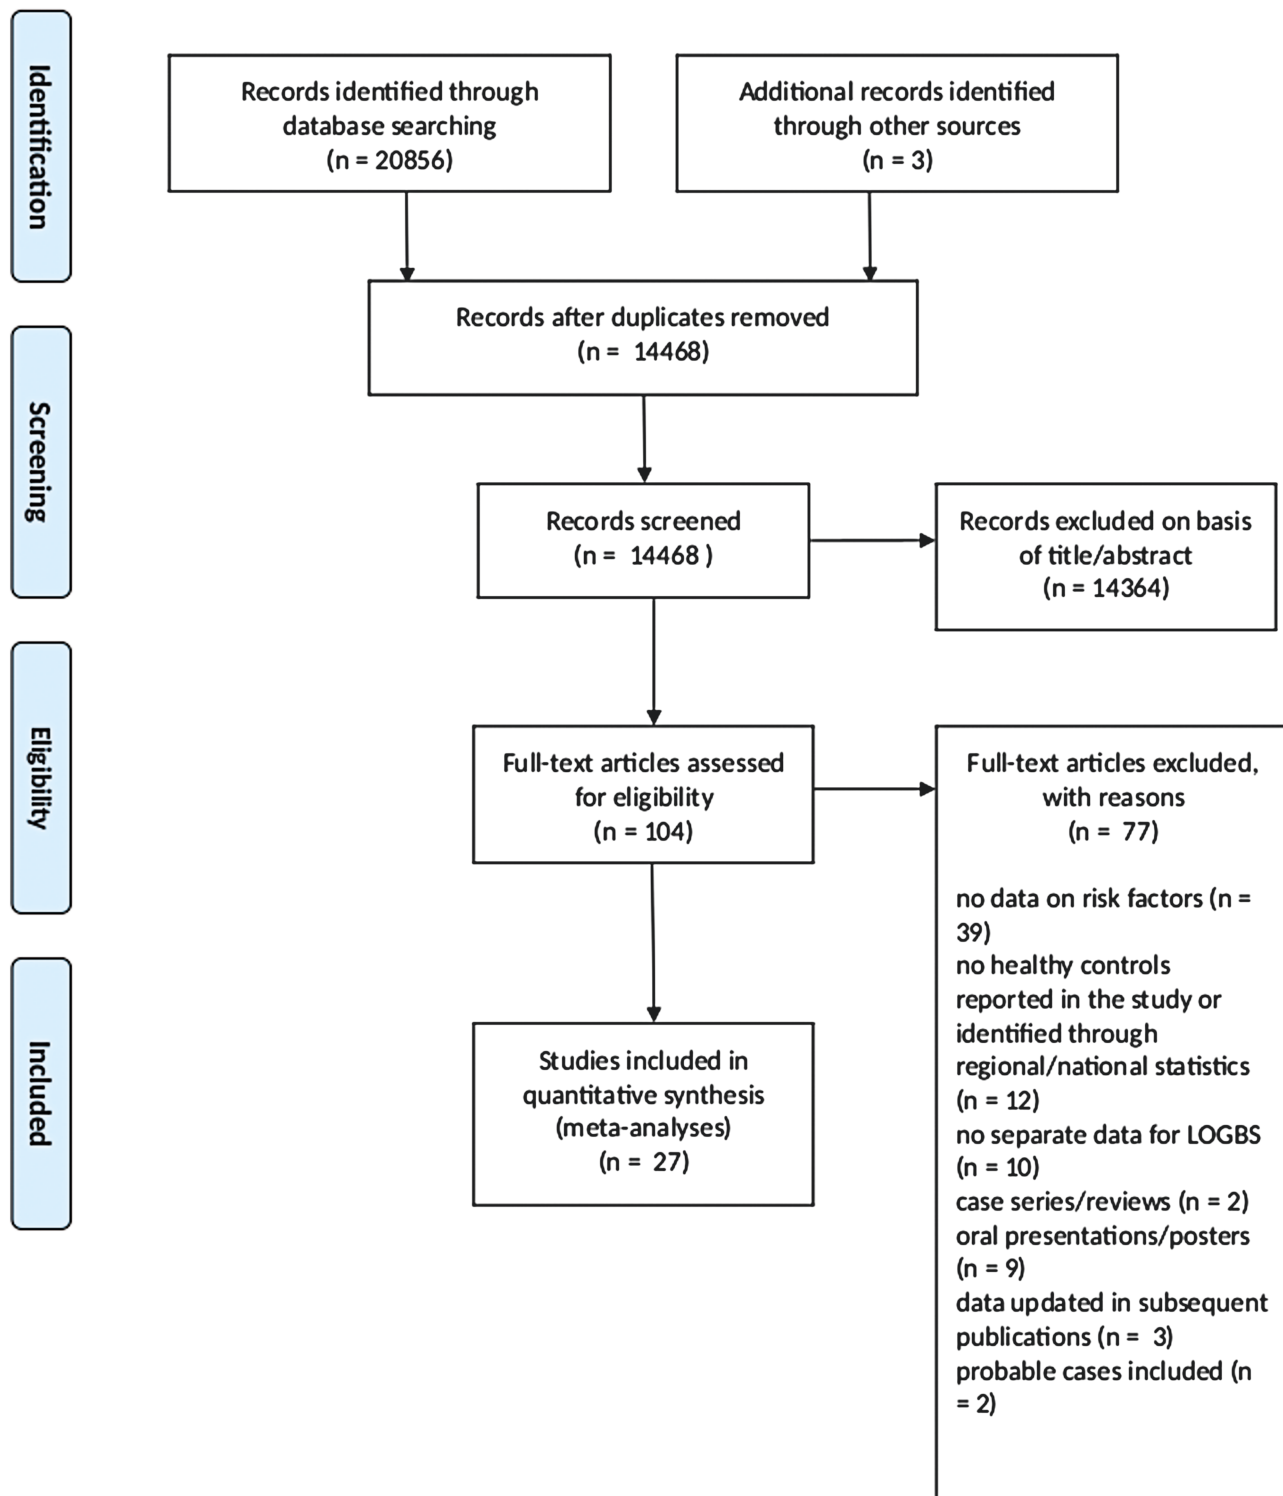 Identification
Records identified through
database searching
(n = 20856)
Additional records identified
through other sources
(n = 3)
Records after duplicates removed
(n =  14468)
Screening
Records screened
(n =  14468 )
Records excluded on basis
of title/abstract
(n = 14364)
Eligibility
Full-text articles assessed
for eligibility
(n = 104)
Full-text articles excluded,
with reasons
(n =  77)
no data on risk factors (n =
39)
no healthy controls
reported in the study or
identified through
regional/national statistics
(n = 12)
no separate data for LOGBS
(n = 10)
case series/reviews (n = 2)
oral presentations/posters
(n = 9)
data updated in subsequent
publications (n =  3)
probable cases included (n
= 2)
Included
Studies included in
quantitative synthesis
(meta-analyses)
(n =  27)